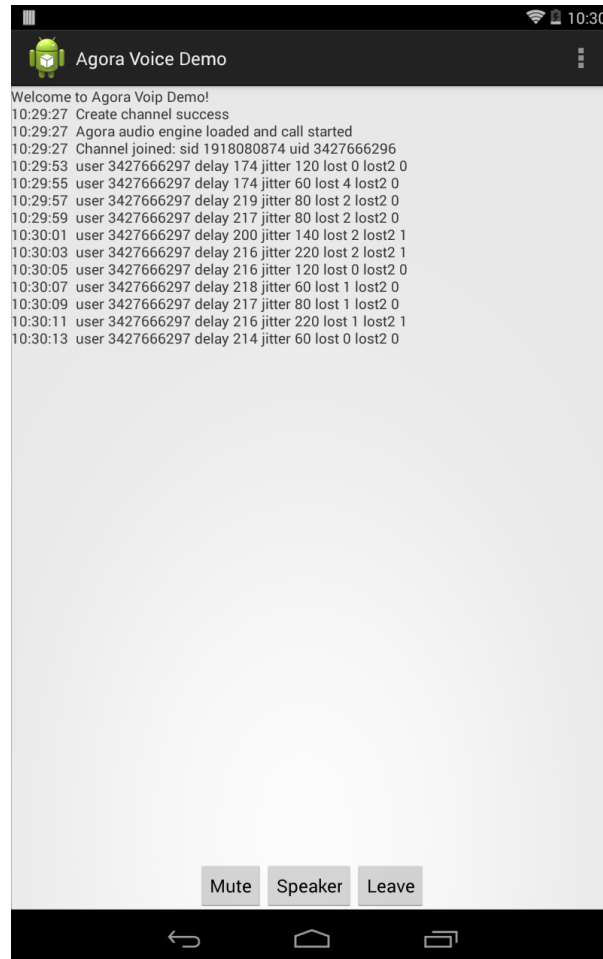 10:30
Agora Voice Demo
Welcome to Agora Voip Demo!
10:29:27 Create channel success
10:29:27 Agora audio engine loaded and call started
10:29:27 Channel joined: sid 1918080874 uid 3427666296
10:29:53 user 3427666297 delay 174 jitter 120 lost 0 lost2 0
10:29:55 user 3427666297 delay 174 jitter 60 lost 4 lost2 0
10:29:57 user 3427666297 delay 219 jitter 80 lost 2 lost2 0
10:29:59 user 3427666297 delay 217 jitter 80 lost 2 lost2 0
10:30:01 user 3427666297 delay 200 jitter 140 lost 2 lost2 1
10:30:03 user 3427666297 delay 216 jitter 220 lost 2 lost2 1
10:30:05 user 3427666297 delay 216 jitter 120 lost 0 lost2 0
10:30:07 user 3427666297 delay 218 jitter 60 lost 1 lost2 0
10:30:09 user 3427666297 delay 217 jitter 80 lost 1 lost2 0
10:30:11 user 3427666297 delay 216 jitter 220 lost 1 lost2 1
10:30:13 user 3427666297 delay 214 jitter 60 lost 0 lost2 0
Mute Speaker Leave